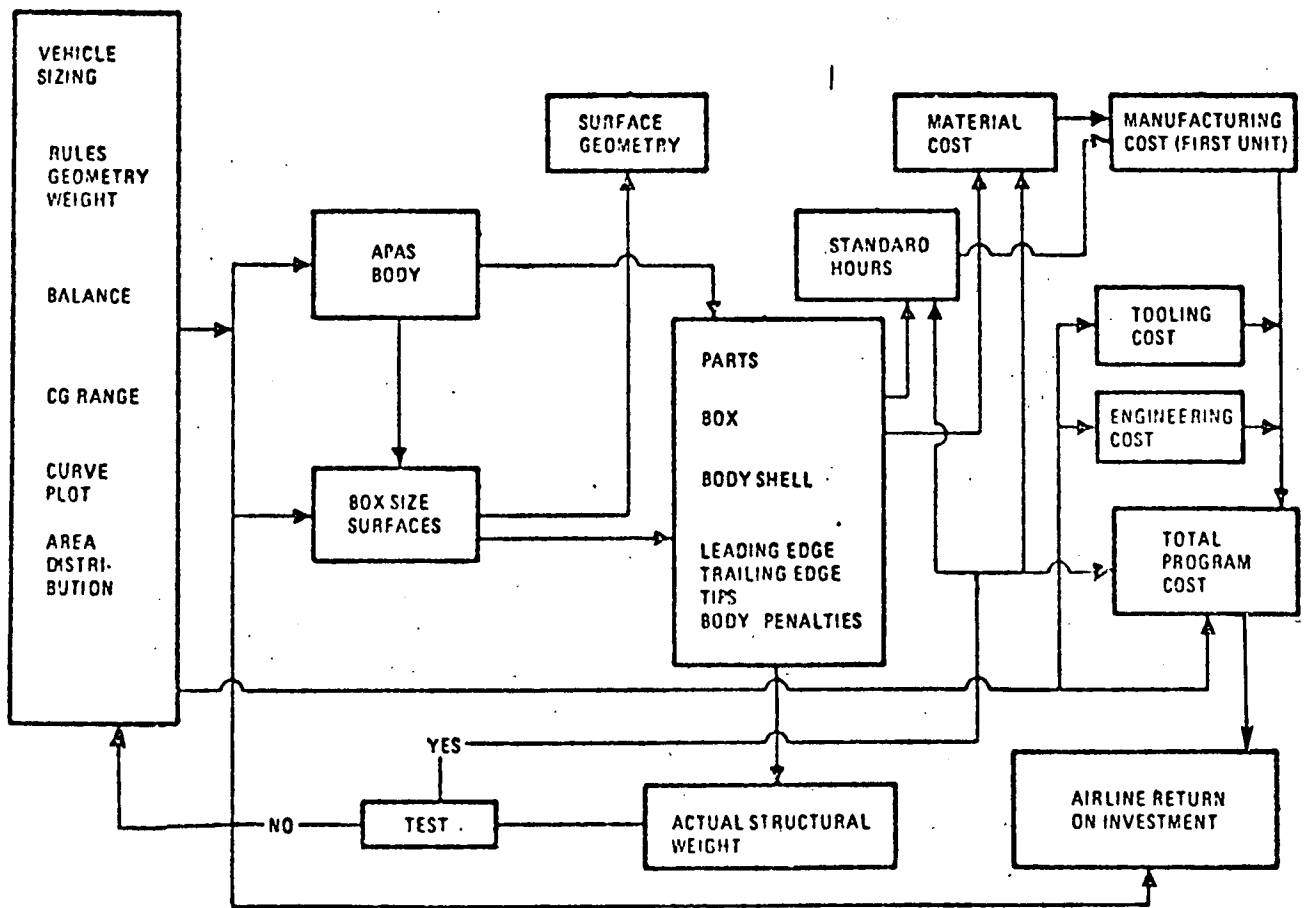 VEHICLE
SIZING
RULES
GEOMETRY
WEIGHT
BALANCE
CG RANGE
CURVE
PLOT
AREA
DISTRI-
BUTION
APAS
BODY
BOX SIZE
SURFACES
SURFACE
GEOMETRY
PARTS
BOX
BODY SHELL
LEADING EDGE
TRAILING EDGE
TIPS
BODY PENALTIES
STANDARD
HOURS
MATERIAL
COST
MANUFACTURING
COST (FIRST UNIT)
TOOLING
COST
ENGINEERING
COST
TOTAL
PROGRAM
COST
YES
NO
TEST
ACTUAL STRUCTURAL
WEIGHT
AIRLINE RETURN
ON INVESTMENT